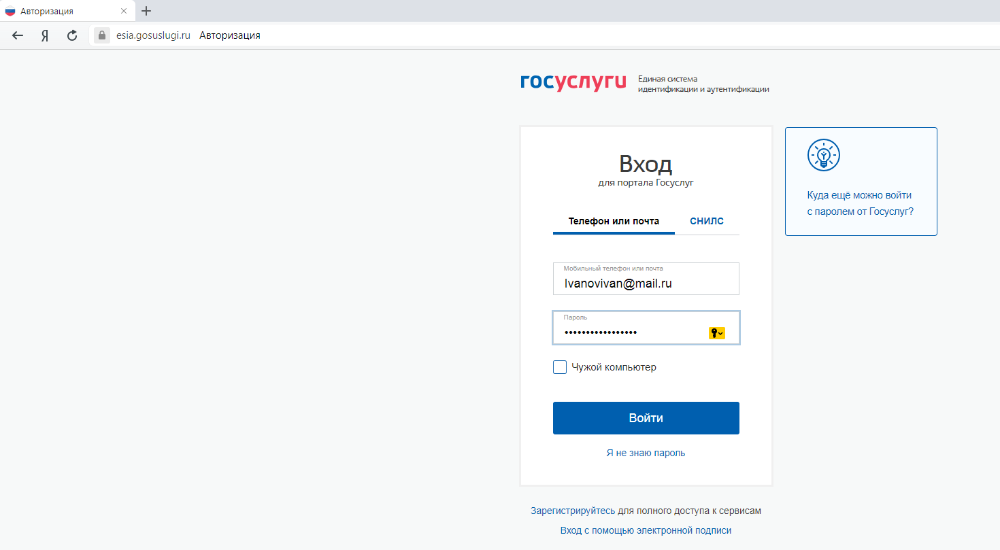 Авторизация
Я
esia.gosuslugi.ru Авторизация
госуслуги
Единая система
идентификации и аутентификации
Вход
для портала Госуслуг
Куда ещё можно войти
с паролем от Госуслуг?
Телефон или почта СНИЛС
Мобильный телефон или почта
Ivanovivan@mail.ru
Пароль
•••••••••••••••••
Чужой компьютер
Войти
Я не знаю пароль
Зарегистрируйтесь для полного доступа к сервисам
Вход с помощью электронной подписи